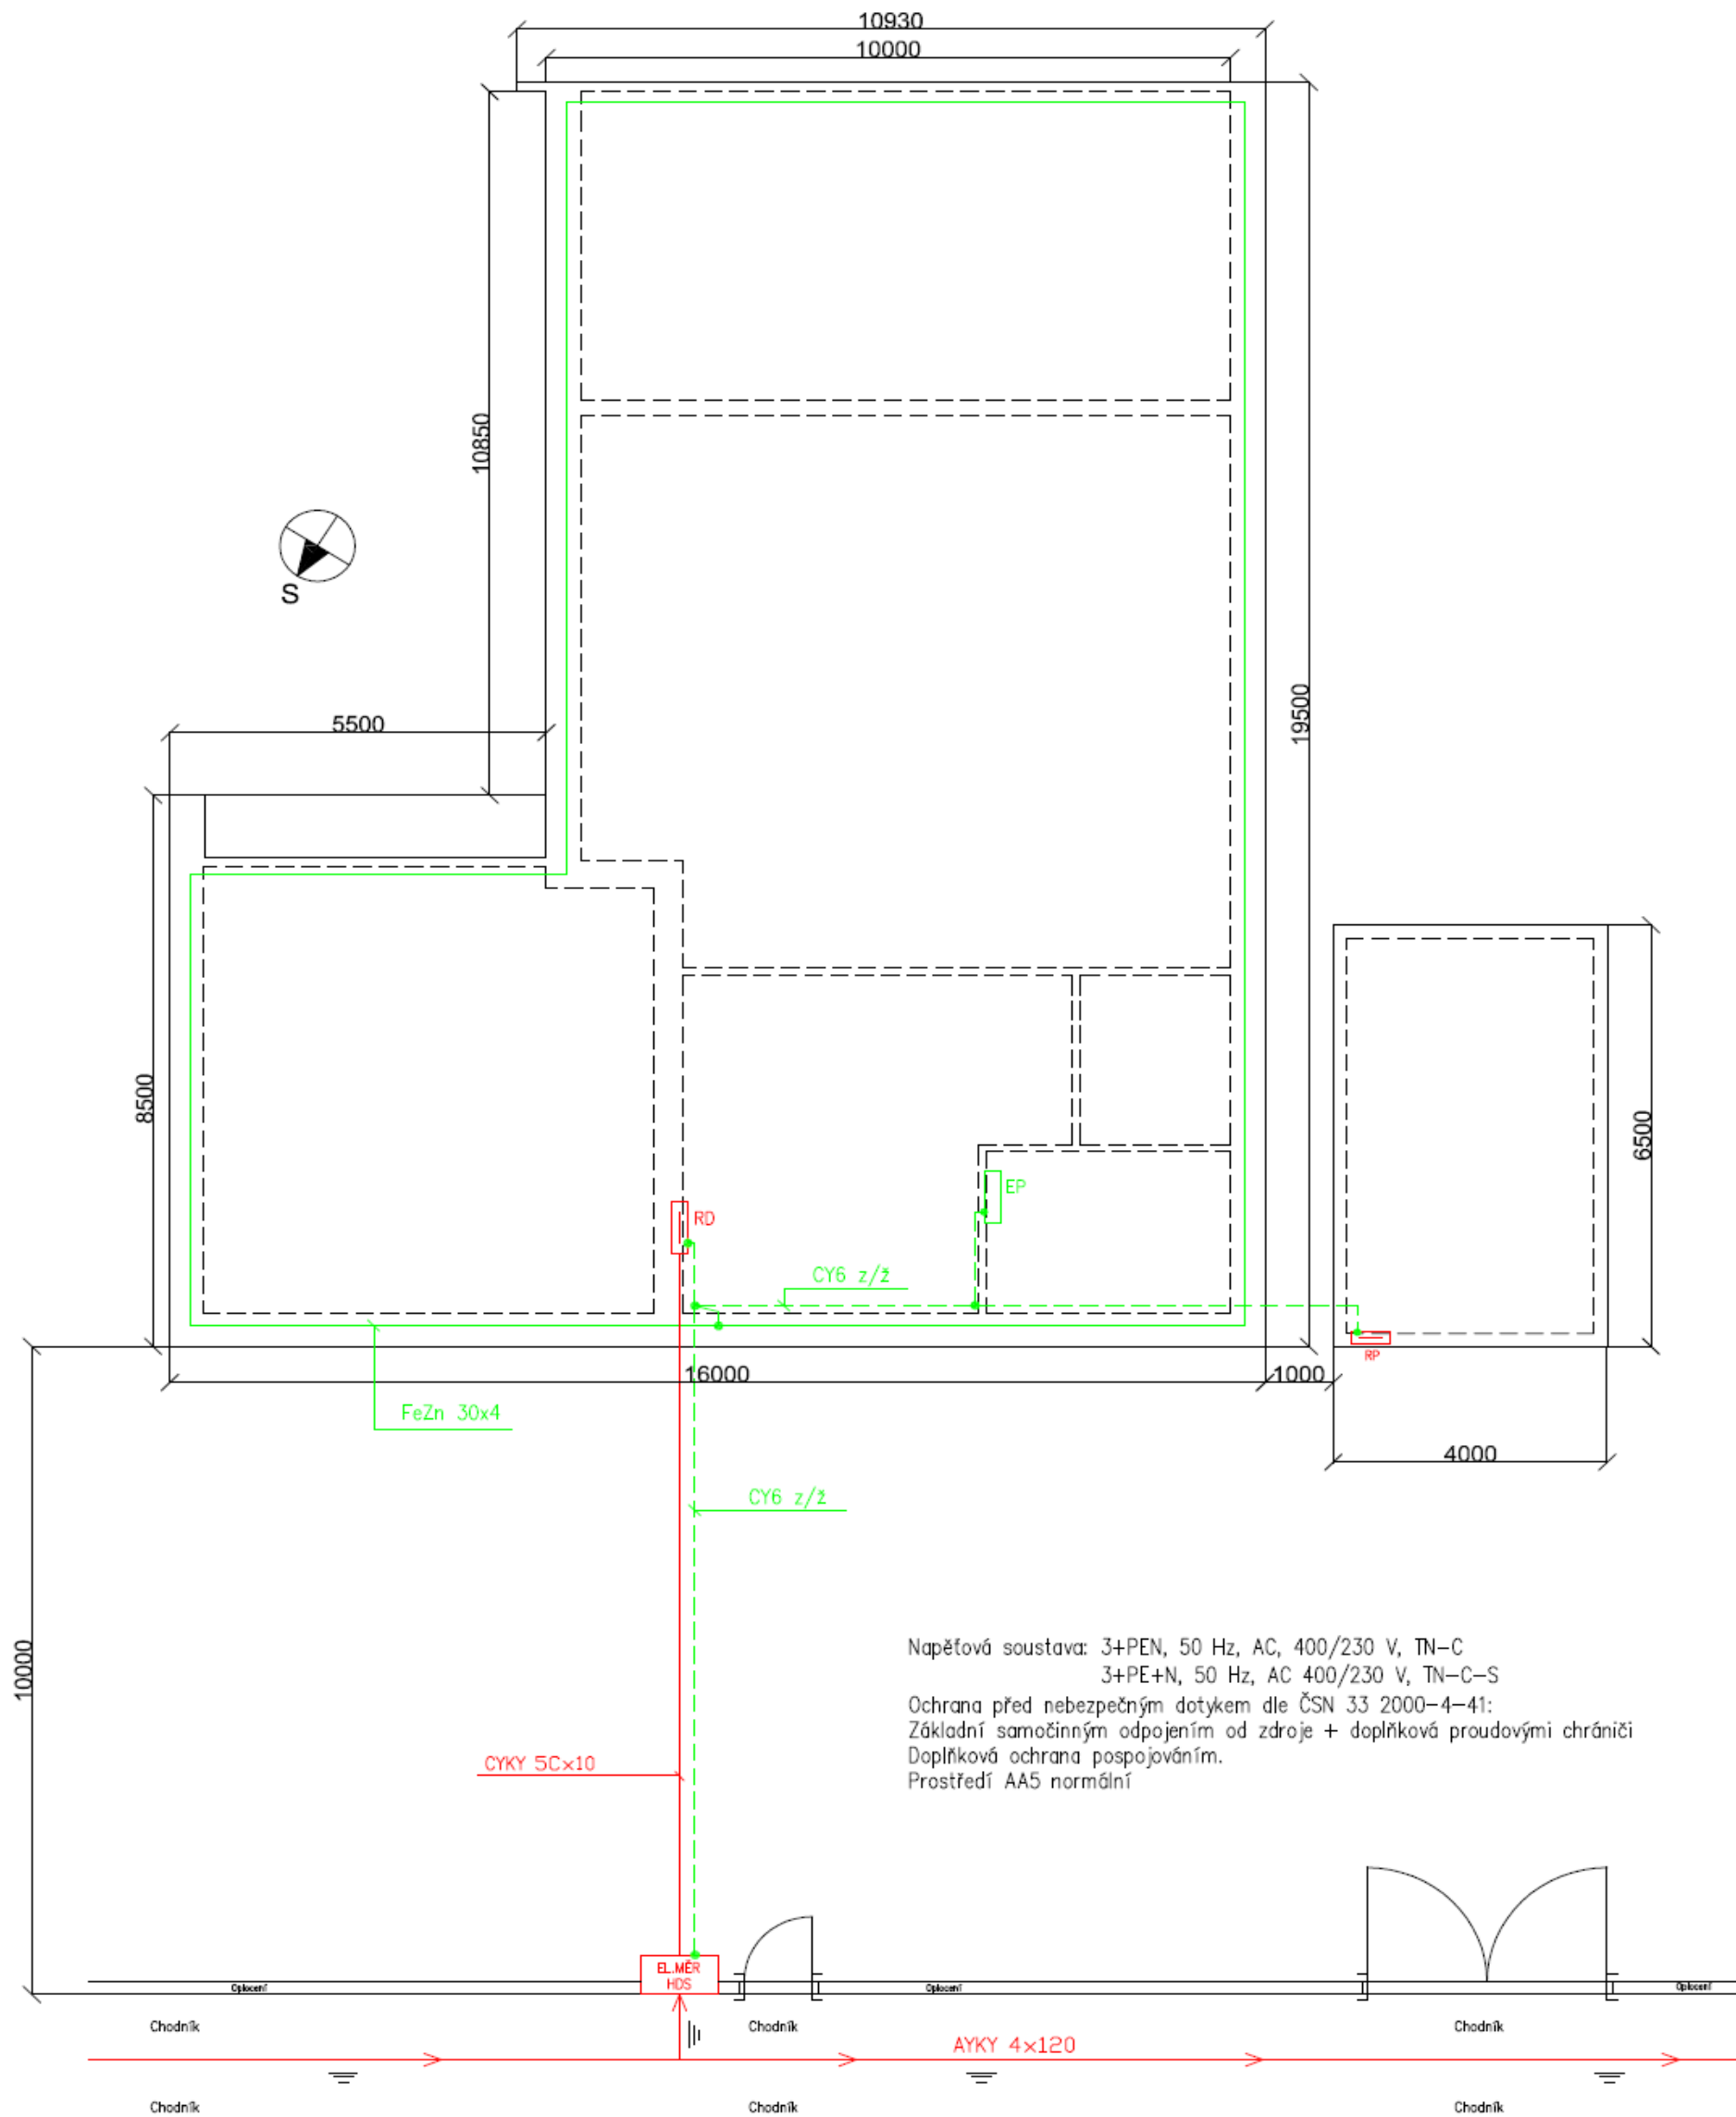 10930
10000
10850
S
5500
19500
8500
6500
EP
RD
CY6 z/ž
RP
16000
1000
FeZn 30x4
4000
CY6 z/ž
10000
Napěťová soustava: 3+PEN, 50 Hz, AC, 400/230 V, TN-C
3+PE+N, 50 Hz, AC 400/230 V, TN-C-S
Ochrana před nebezpečným dotykem dle ČSN 33 2000-4-41:
Základní samočinným odpojením od zdroje + doplňková proudovými chrániči
Doplňková ochrana pospojováním.
Prostředí AA5 normální
CYKY 5Cx10
EL.MĚR
HDS
Oplocení
Oplocení
Oplocení
Chodník
Chodník
Chodník
AYKY 4x120
Chodník
Chodník
Chodník